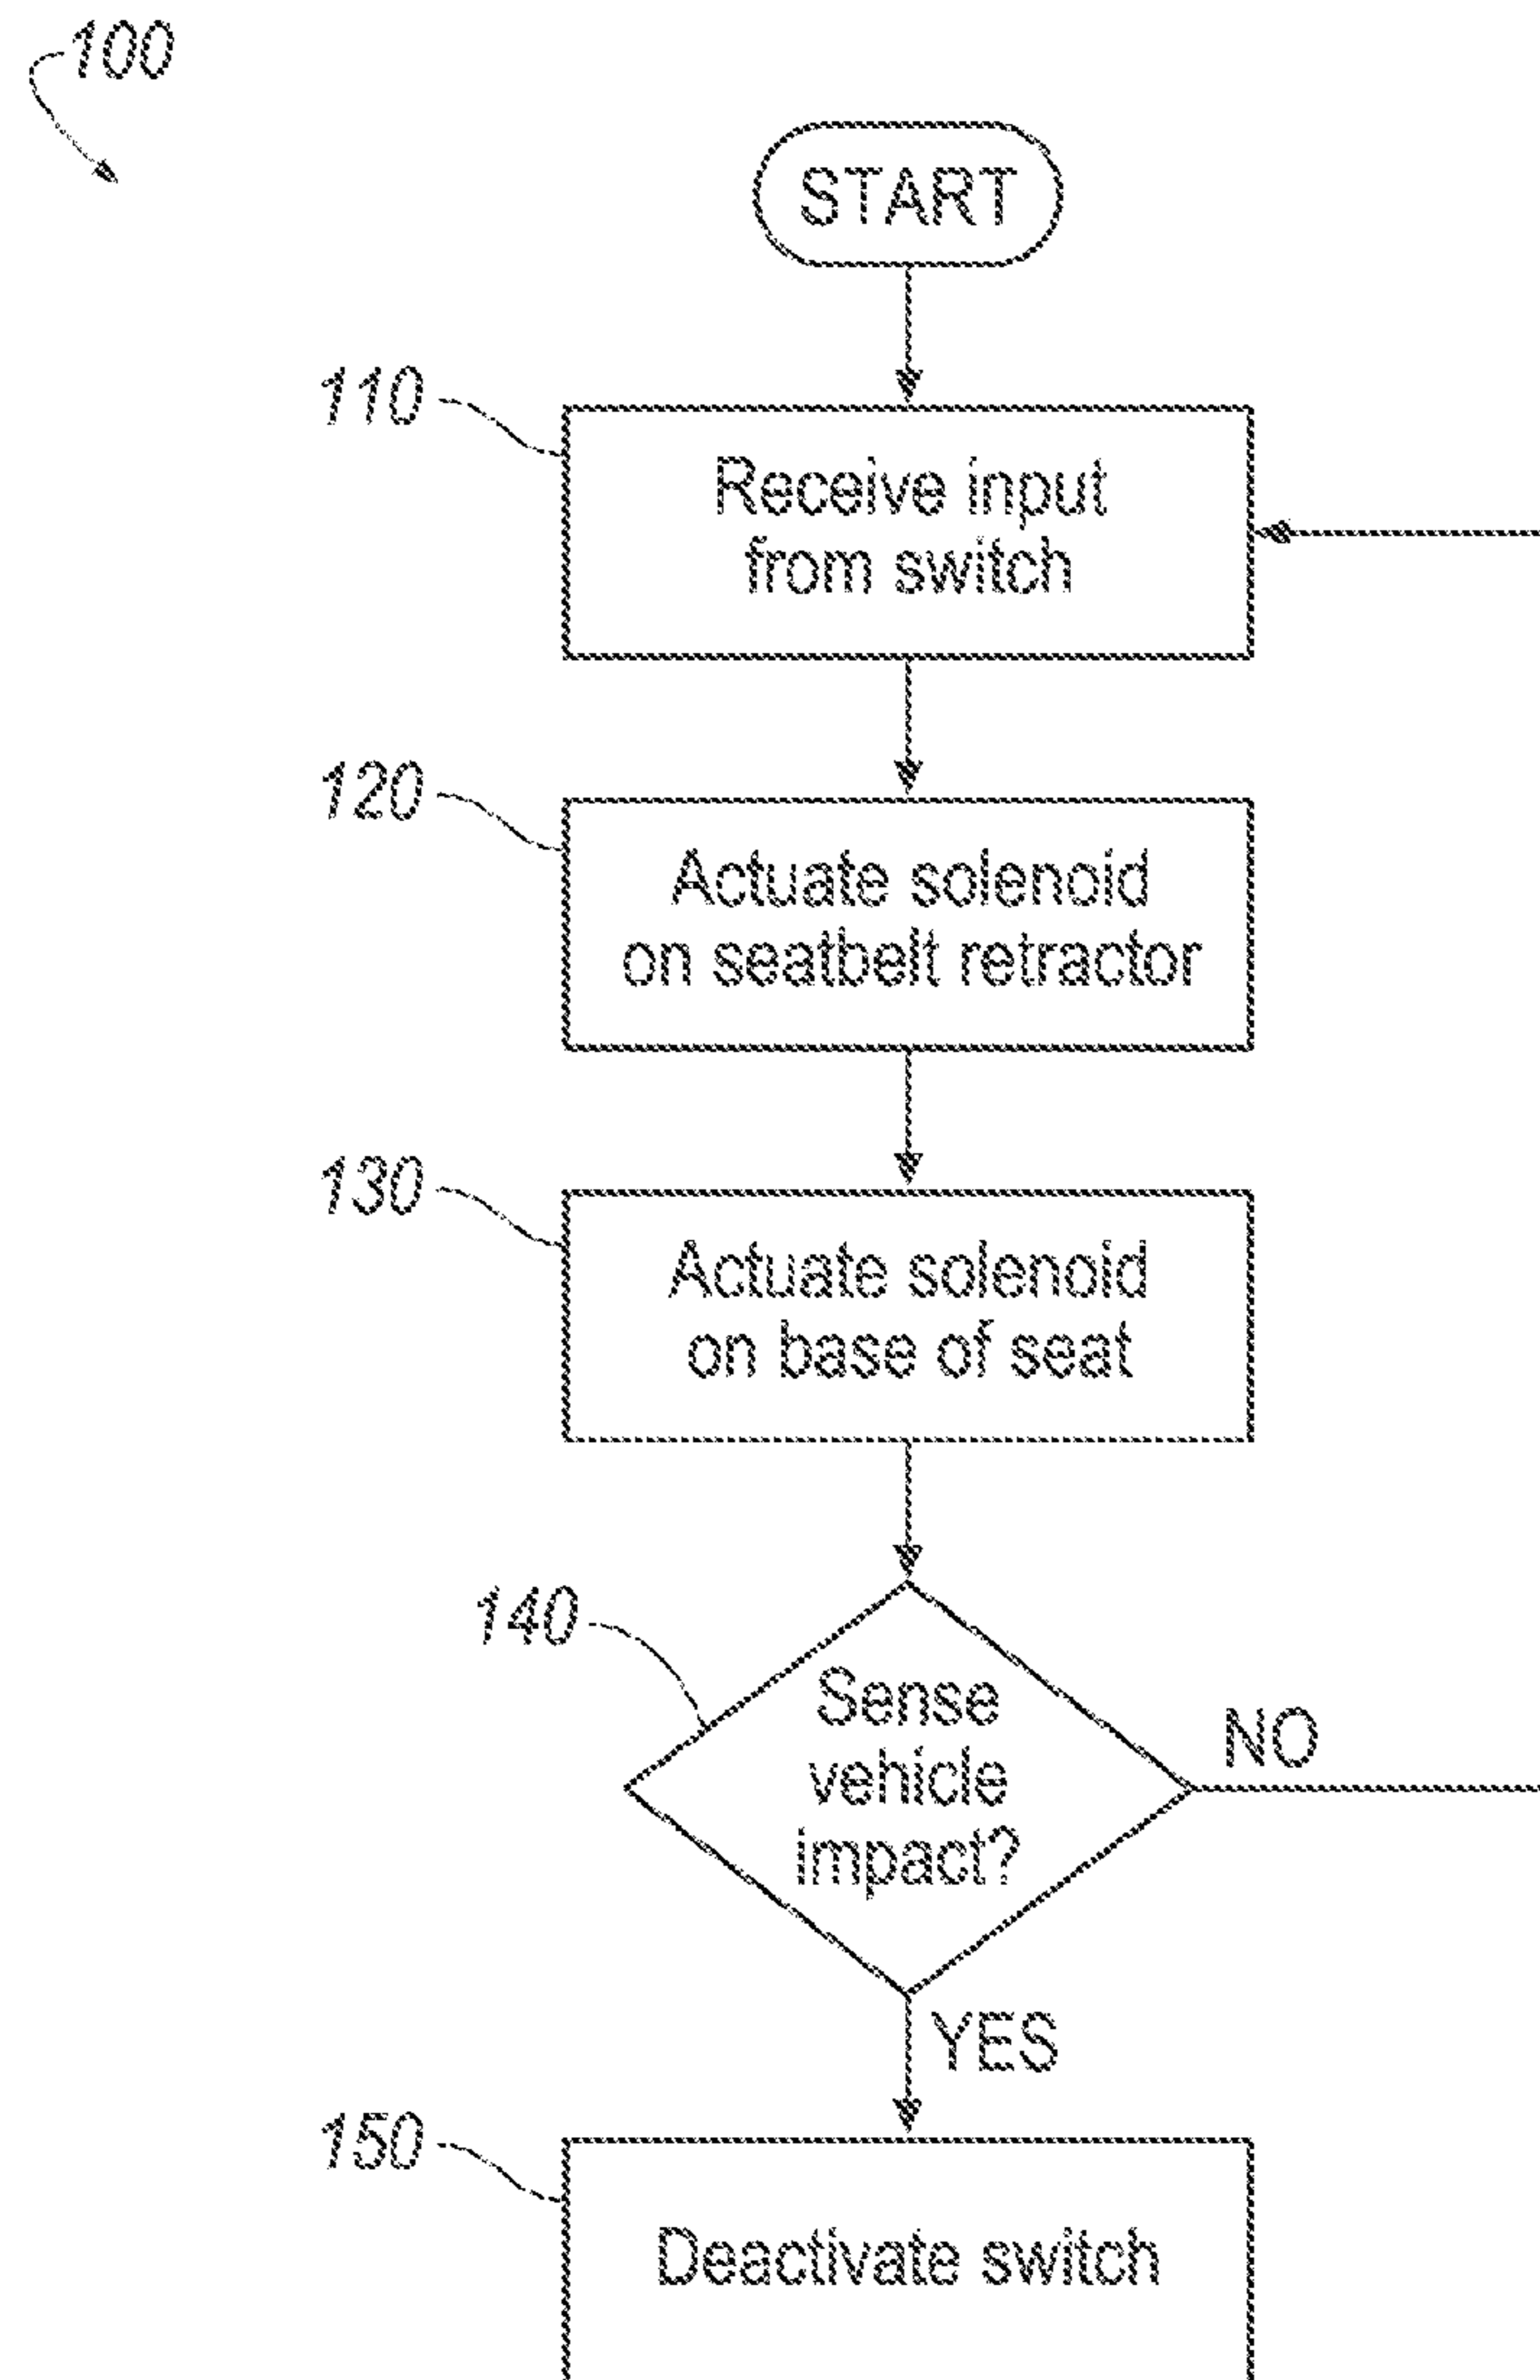 100
START
110
Receive input
from switch
120
Actuate solenoid
on seatbelt retractor
130
Actuate solenoid
on base of seat
140
Sense
vehicle
impact?
NO
YES
150
Deactivate switch